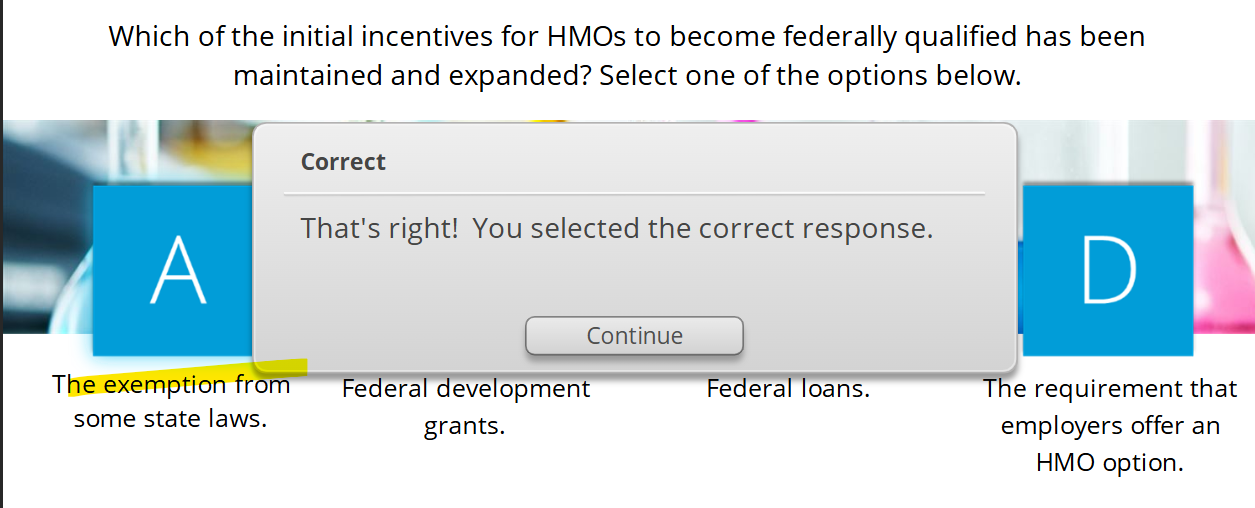 Which of the initial incentives for HMOs to become federally qualified has been
maintained and expanded? Select one of the options below.
Correct
That's right! You selected the correct response.
Continue
A
The exemption from
some state laws.
Federal development
grants.
Federal loans.
D
The requirement that
employers offer an
HMO option.